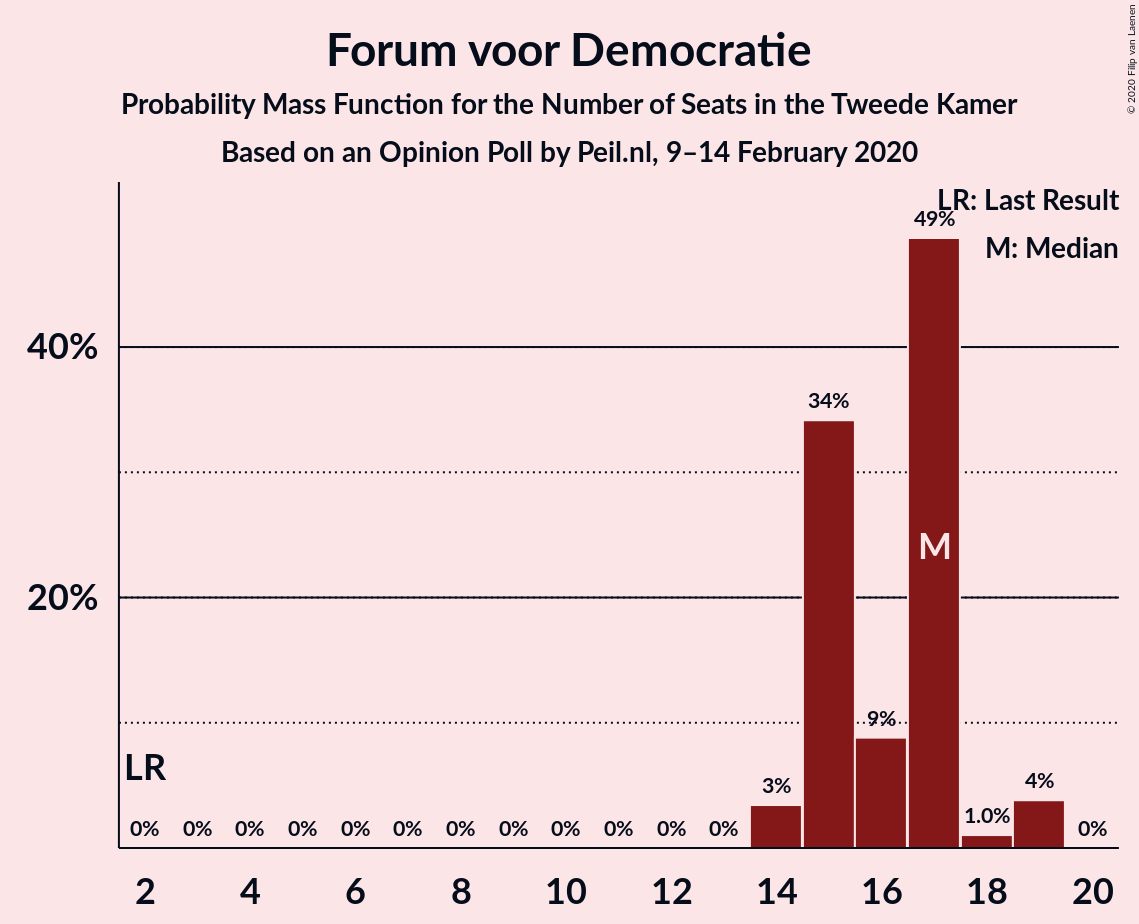 Forum voor Democratie
Probability Mass Function for the Number of Seats in the Tweede Kamer
Based on an Opinion Poll by Peil.nl, 9–14 February 2020
© 2020 Filip van Laenen
LR: Last Result
M: Median
49%
40%
34%
M
20%
9%
LR
3%
4%
1.0%
0% 0% 0% 0% 0% 0% 0% 0% 0% 0% 0% 0% 0%
2 4 6 8 10 12 14 16 18 20